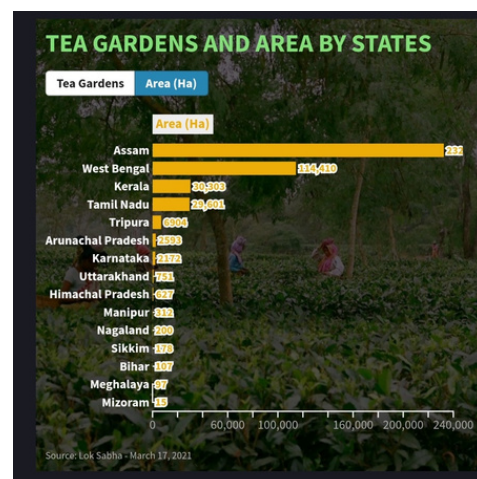 TEA GARDENS AND AREA BY STATES
Tea Gardens Area (Ha)
Area (Ha)
Assam 232
West Bengal 114,410
Kerala 30,303
Tamil Nadu 29,601
Tripura 6904
Arunachal Pradesh 2593
Karnataka 2172
Uttarakhand 751
Himachal Pradesh 627
Manipur 312
Nagaland 200
Sikkim 178
Bihar 107
Meghalaya 97
Mizoram 15
0 60,000 100,000 160,000 200,000 240,000
Source: Lok Sabha - March 17, 2021